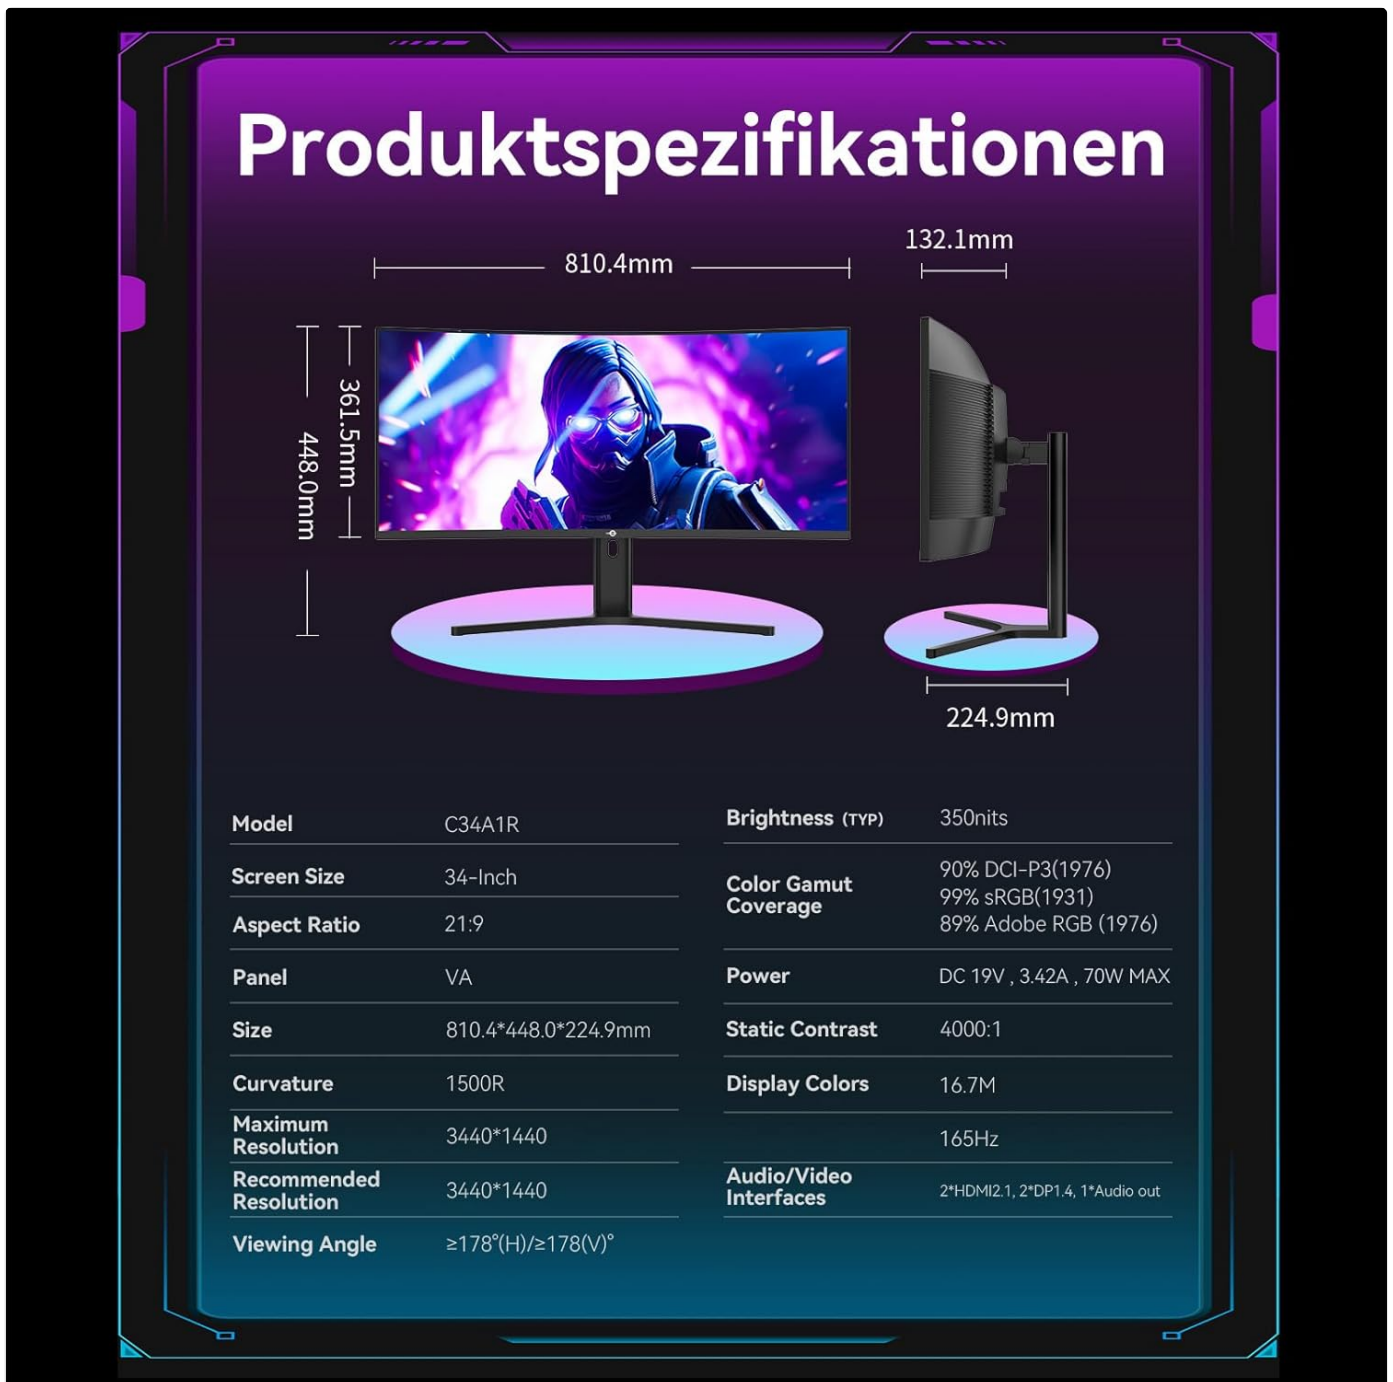 Produktspezifikationen
132.1mm
810.4mm
361.5mm
448.0mm
224.9mm
Model C34A1R
Screen Size 34-Inch
Aspect Ratio 21:9
Panel VA
Size 810.4*448.0*224.9mm
Curvature 1500R
Maximum
Resolution 3440*1440
Recommended
Resolution 3440*1440
Viewing Angle ≥178°(H)/≥178(V)°
Brightness (TYP) 350nits
Color Gamut
Coverage
90% DCI-P3(1976)
99% sRGB(1931)
89% Adobe RGB (1976)
Power DC 19V , 3.42A , 70W MAX
Static Contrast 4000:1
Display Colors 16.7M
165Hz
Audio/Video
Interfaces 2*HDMI2.1, 2*DP1.4, 1*Audio out